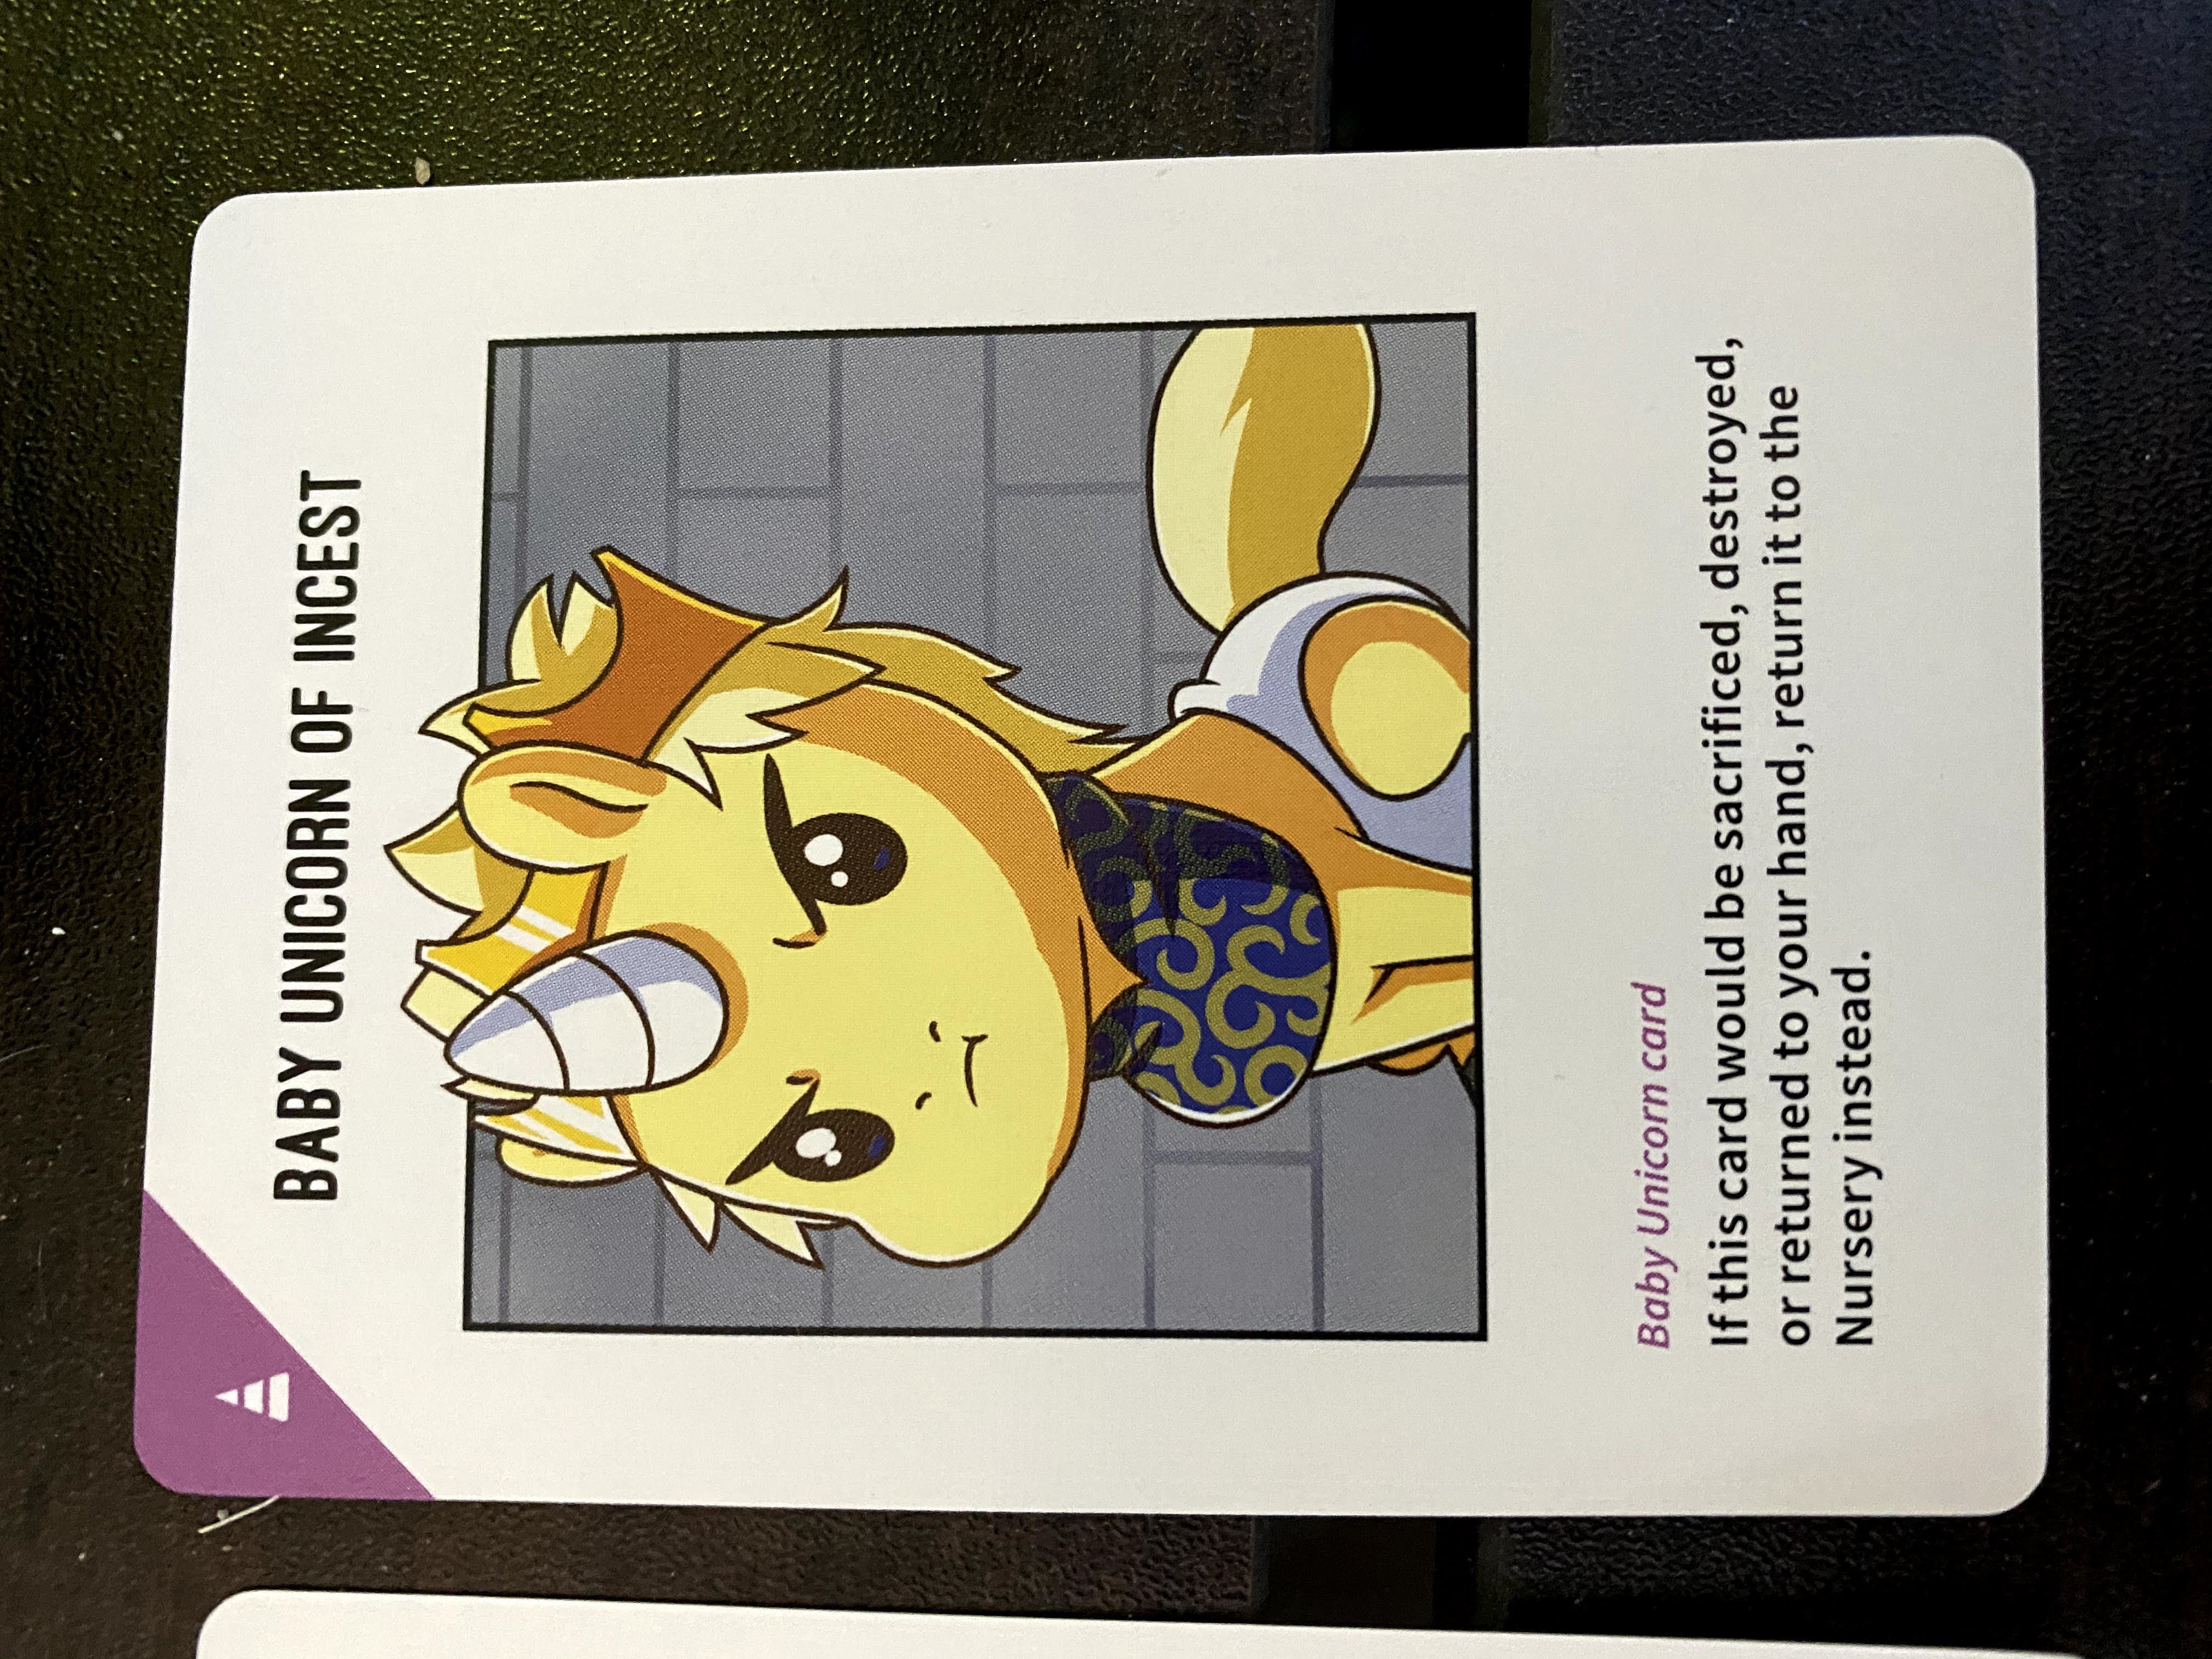 BABY UNICORN OF INCEST
Baby Unicorn card
If this card would be sacrificed, destroyed,
or returned to your hand, return it to the
Nursery instead.